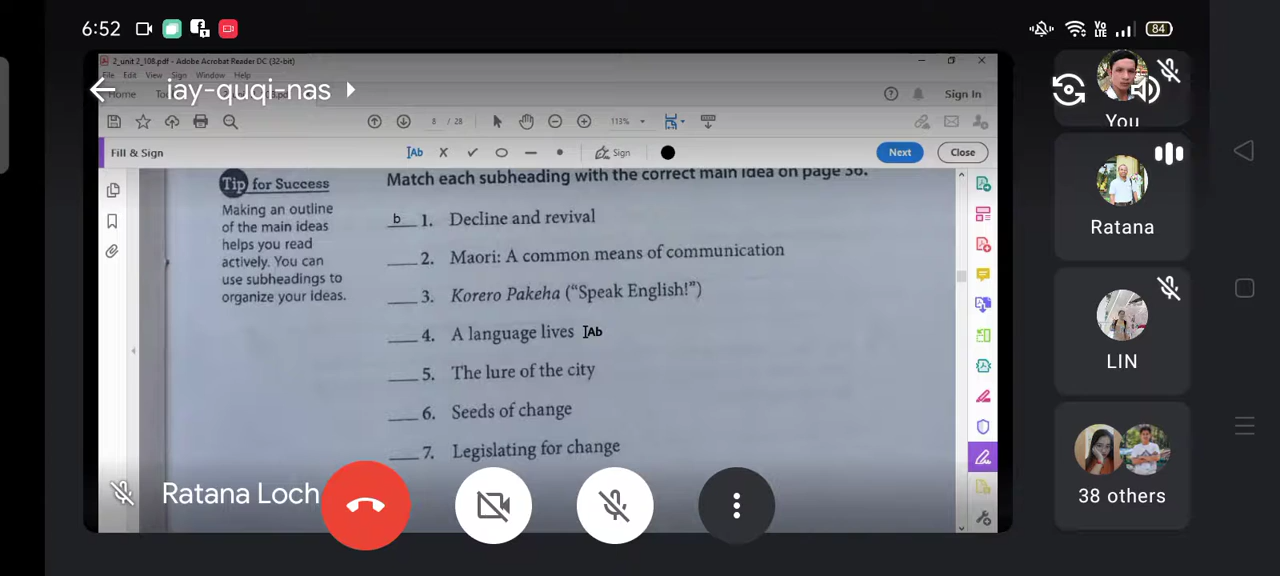 6:52
Vo LTE
84
2_unit 2_108.pdf - Adobe Acrobat Reader DC (32-bit)
File Edit View Sign Window Help
iay-quqi-nas
Home
Sign In
8 / 28
113%
Fill & Sign
IAb
Sign
Next
Close
Tip for Success
Making an outline
of the main ideas
helps you read
actively. You can
use subheadings to
organize your ideas.
Match each subheading with the correct main idea on page 36.
b 1. Decline and revival
2. Maori: A common means of communication
3. Korero Pakeha ("Speak English!")
4. A language lives IAb
5. The lure of the city
6. Seeds of change
7. Legislating for change
Ratana Loch
You
Ratana
LIN
38 others